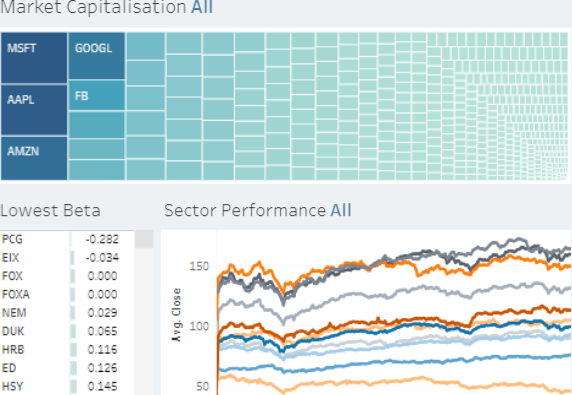 Market Capitalisation All
MSFT
GOOGL
AAPL
FB
AMZN
Lowest Beta
PCG -0.282
EIX -0.034
FOX 0.000
FOXA 0.000
NEM 0.029
DUK 0.065
HRB 0.116
ED 0.126
HSY 0.145
Sector Performance All
Avg. Close
150
100
50